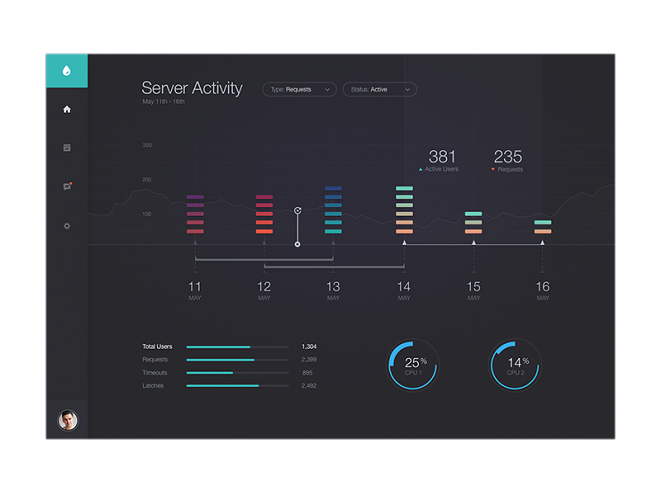 Server Activity
Type: Requests
Status: Active
May 11th - 16th
300
200
100
381
Active Users
235
Requests
11 12 13 14 15 16
MAY MAY MAY MAY MAY MAY
Total Users 1,304
Requests 2,399
Timeouts 895
Latches 2,492
25%
CPU 1
14%
CPU 2